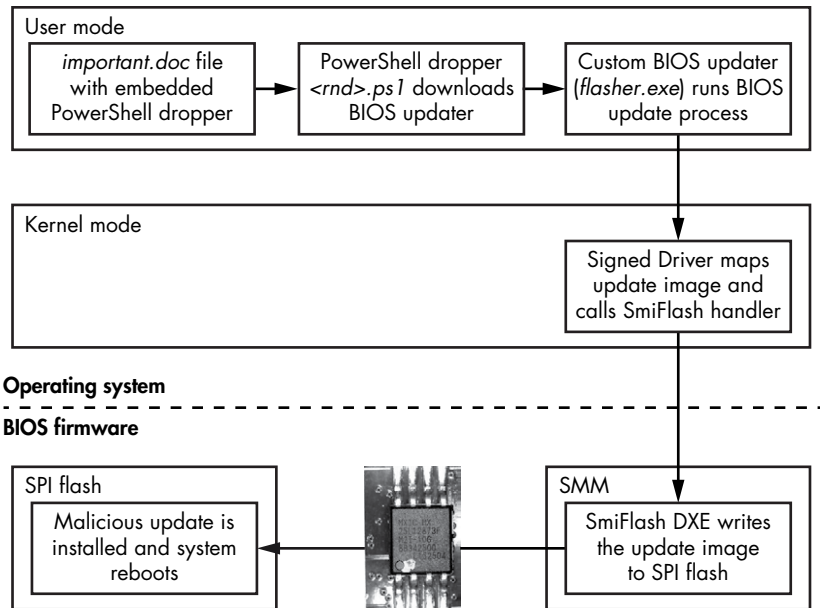 User mode
important.doc file
with embedded
PowerShell dropper
PowerShell dropper
<rnd>.ps1 downloads
BIOS updater
Custom BIOS updater
(flasher.exe) runs BIOS
update process
Kernel mode
Signed Driver maps
update image and
calls SmiFlash handler
Operating system
BIOS firmware
SPI flash
Malicious update is
installed and system
reboots
SMM
SmiFlash DXE writes
the update image
to SPI flash